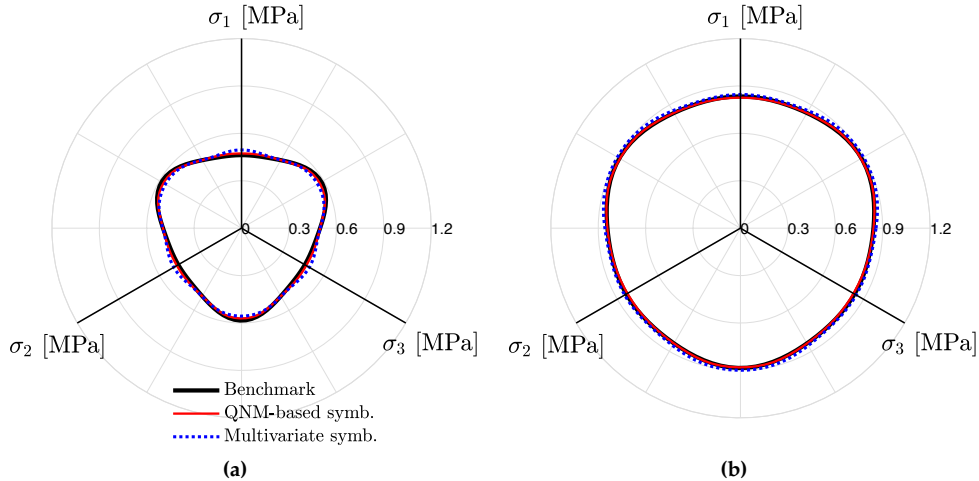 σ₁ [MPa]
0 0.3 0.6 0.9 1.2
σ₂ [MPa]
σ₃ [MPa]
Benchmark
QNM-based symb.
Multivariate symb.
(a)
σ₁ [MPa]
0 0.3 0.6 0.9 1.2
σ₂ [MPa]
σ₃ [MPa]
(b)